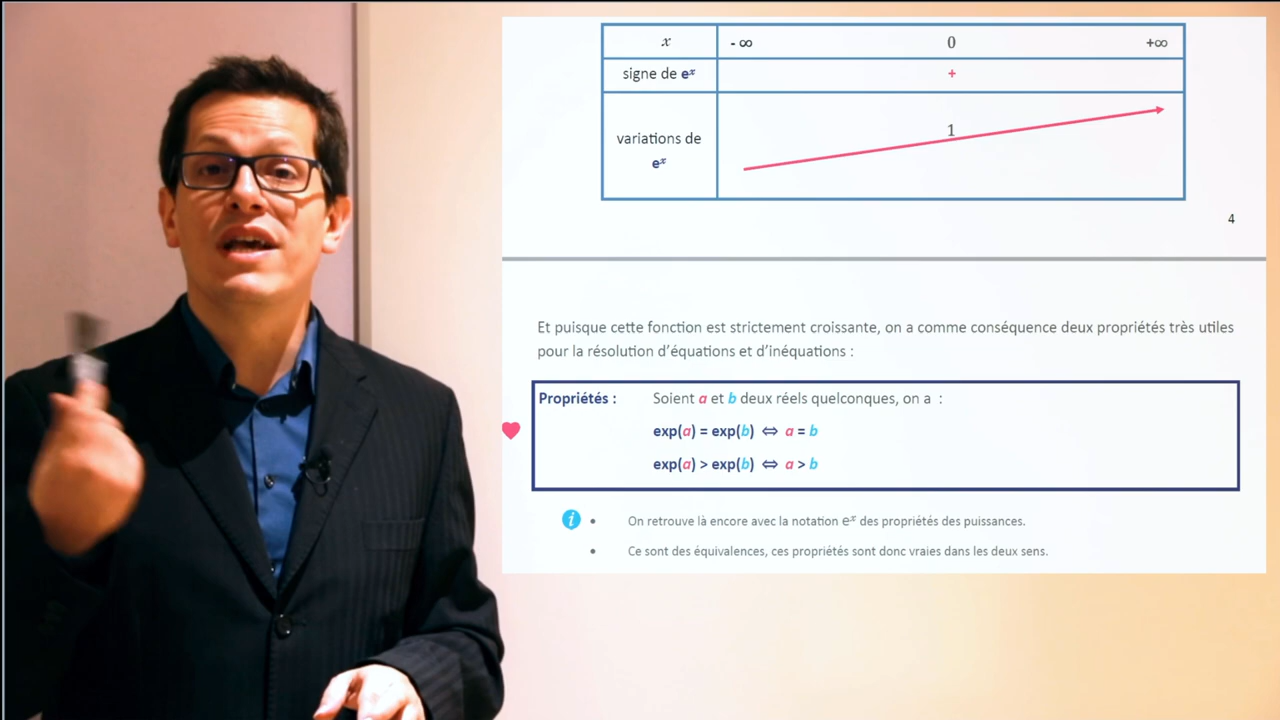 x - ∞ 0 +∞
signe de eˣ +
variations de
eˣ
1
4
Et puisque cette fonction est strictement croissante, on a comme conséquence deux propriétés très utiles
pour la résolution d'équations et d'inéquations :
Propriétés : Soient a et b deux réels quelconques, on a :
exp(a) = exp(b) ⇔ a = b
exp(a) > exp(b) ⇔ a > b
i • On retrouve là encore avec la notation eˣ des propriétés des puissances.
• Ce sont des équivalences, ces propriétés sont donc vraies dans les deux sens.